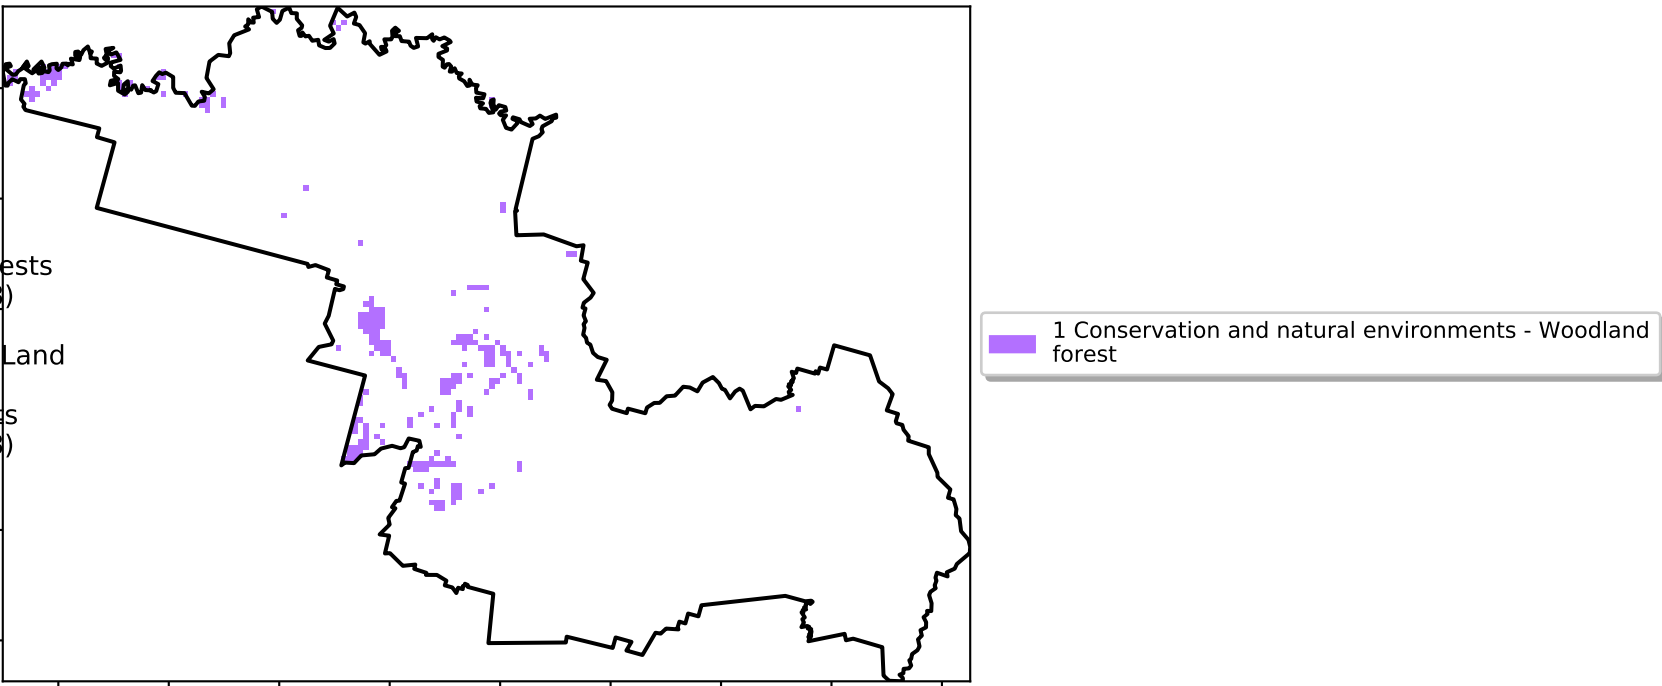 ests
)
Land
s
)
1 Conservation and natural environments - Woodland
forest